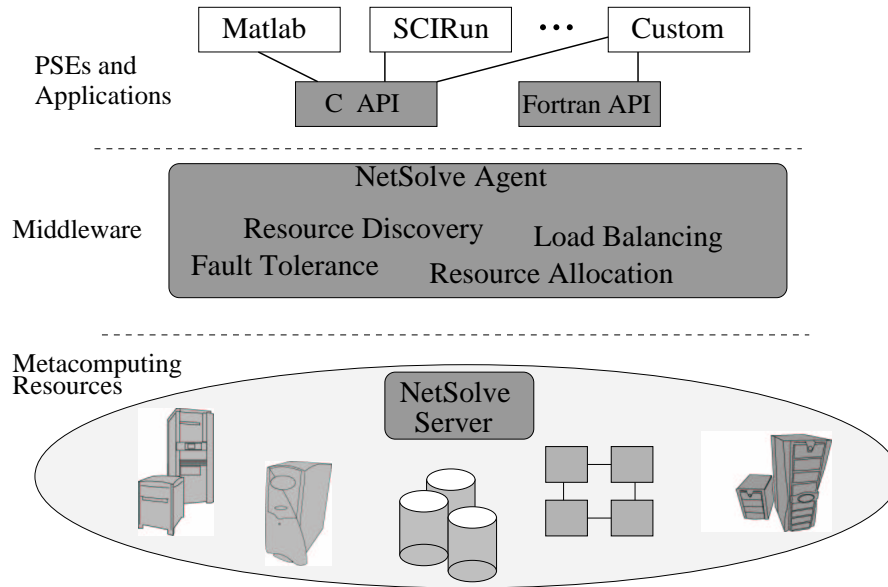 Matlab
SCIRun
Custom
PSEs and
Applications
C API
Fortran API
NetSolve Agent
Middleware
Resource Discovery
Load Balancing
Fault Tolerance
Resource Allocation
Metacomputing
Resources
NetSolve
Server